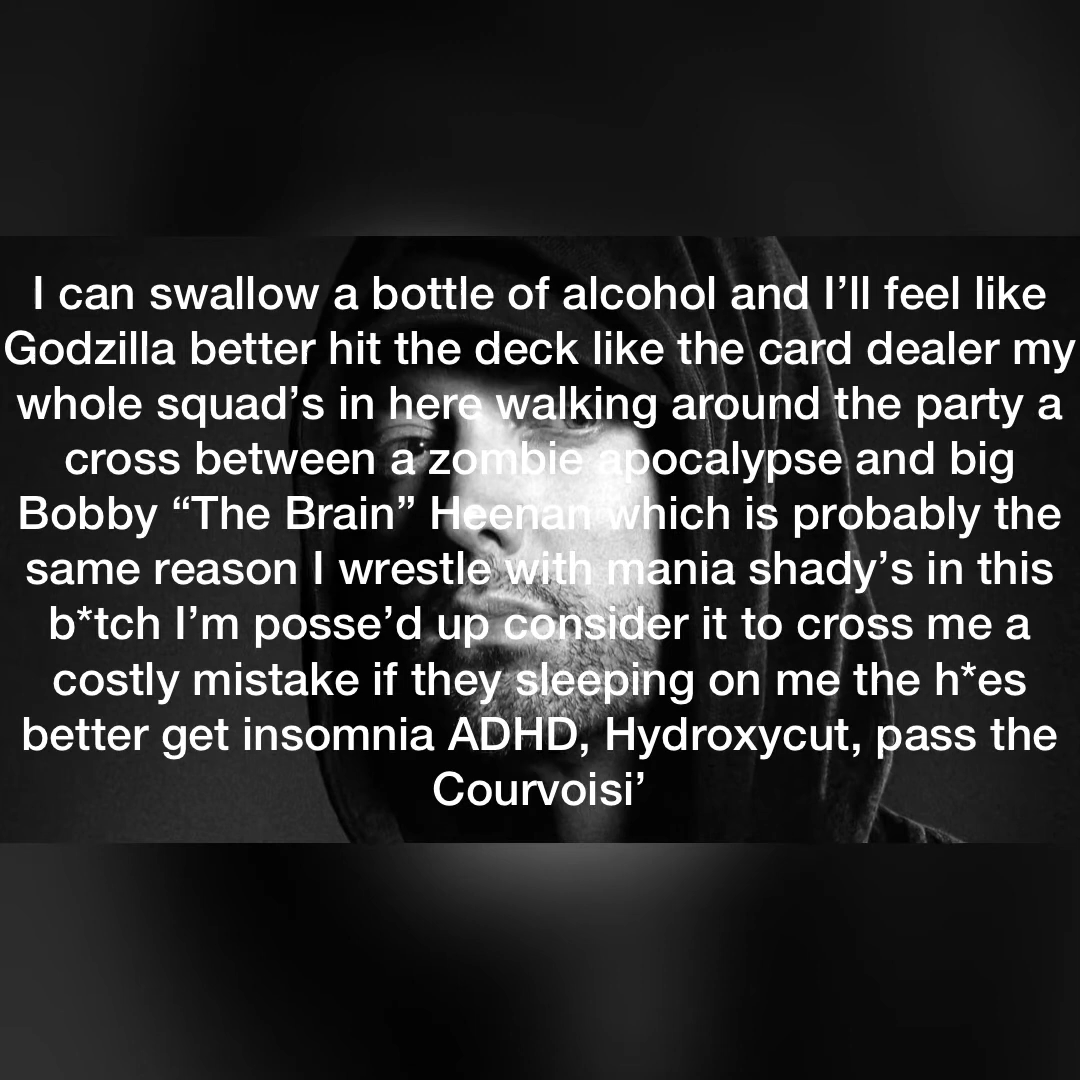 I can swallow a bottle of alcohol and I’ll feel like
Godzilla better hit the deck like the card dealer my
whole squad’s in here walking around the party a
cross between a zombie apocalypse and big
Bobby “The Brain” Heenan which is probably the
same reason I wrestle with mania shady’s in this
b*tch I’m posse’d up consider it to cross me a
costly mistake if they sleeping on me the h*es
better get insomnia ADHD, Hydroxycut, pass the
Courvoisi’